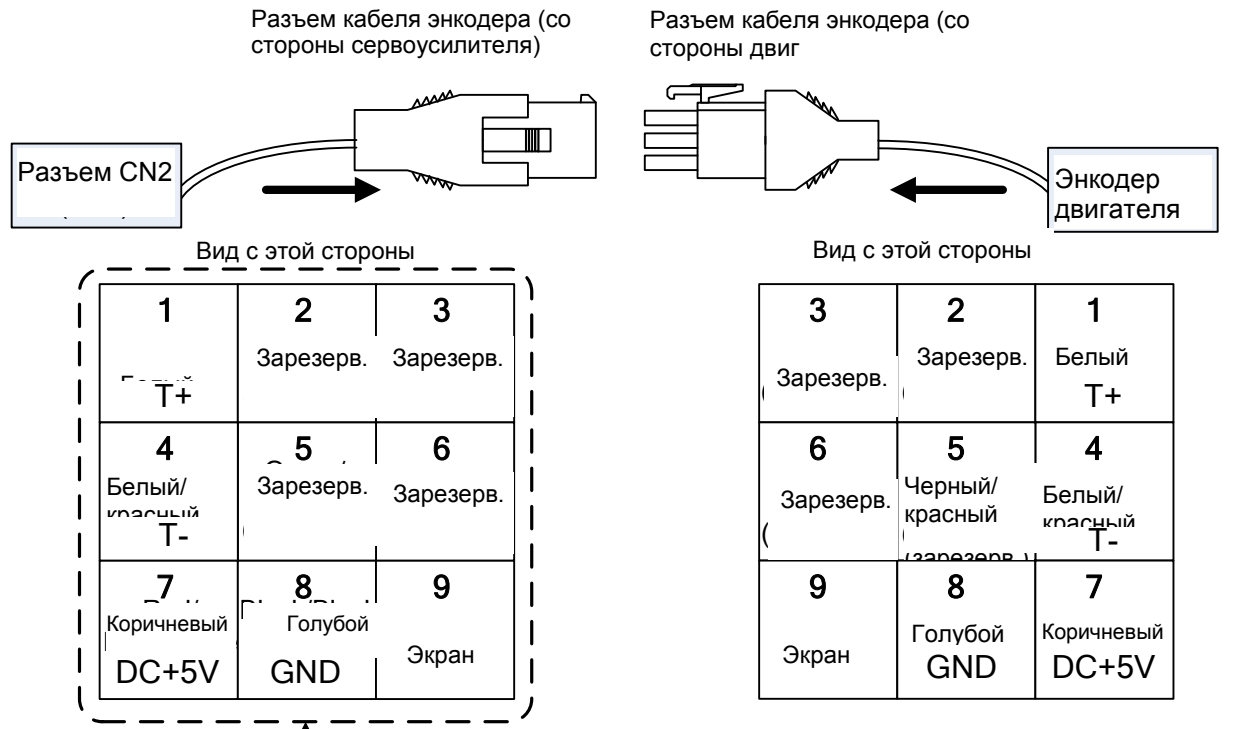 Разъем кабеля энкодера (со
стороны сервоусилителя)
Разъем кабеля энкодера (со
стороны двиг
Разъем CN2
Энкодер
двигателя
Вид с этой стороны
Вид с этой стороны
1 2 3
Зарезерв. Зарезерв.
T+
4 5 6
Белый/
красный
Зарезерв. Зарезерв.
T-
7 8 9
Коричневый Голубой
Экран
DC+5V GND
3 2 1
Зарезерв. Зарезерв. Белый
T+
6 5 4
Зарезерв. Черный/
красный
(зарезерв.)
Белый/
красный
T-
9 8 7
Экран Голубой Коричневый
GND DC+5V